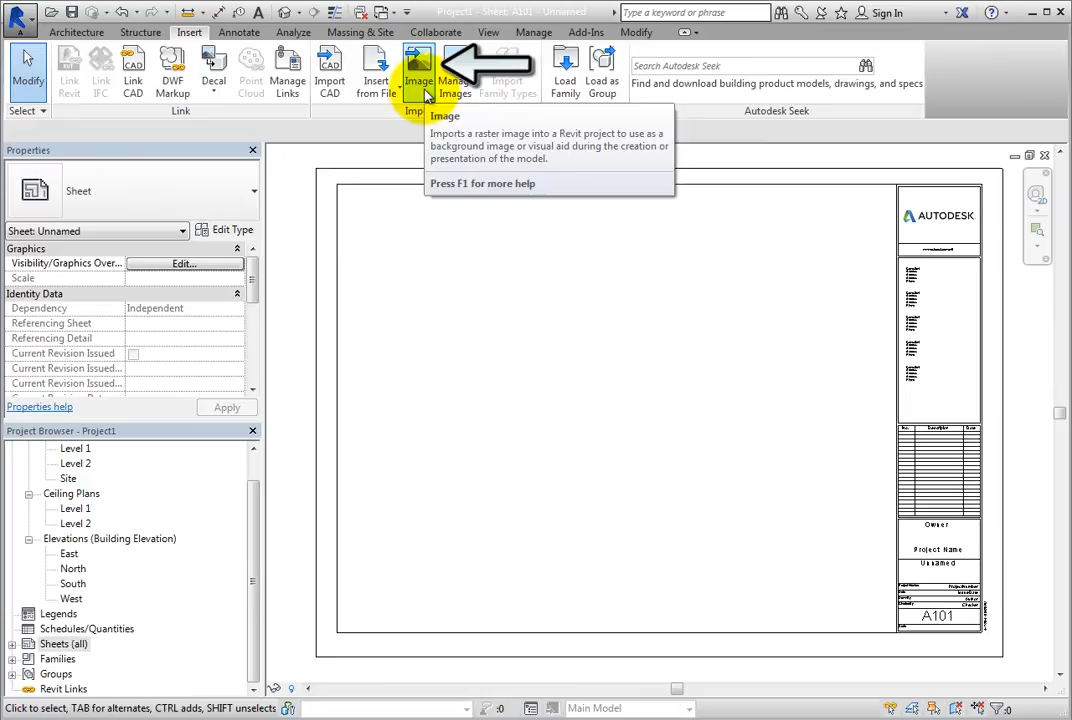 Project1 - Sheet: A101 - Unnamed
Type a keyword or phrase
Sign In
Architecture
Structure
Insert
Annotate
Analyze
Massing & Site
Collaborate
View
Manage
Add-Ins
Modify
Modify
Link
Revit
Link
IFC
Link
CAD
DWF
Markup
Decal
Point
Cloud
Manage
Links
Import
CAD
Insert
from File
Image
Images
Import
Family Types
Load
Family
Load as
Group
Search Autodesk Seek
Find and download building product models, drawings, and specs
Select
Link
Autodesk Seek
Image
Imports a raster image into a Revit project to use as a
background image or visual aid during the creation or
presentation of the model.
Press F1 for more help
Properties
Sheet
Sheet: Unnamed
Edit Type
Graphics
Visibility/Graphics Over...
Edit...
Scale
Identity Data
Dependency
Independent
Referencing Sheet
Referencing Detail
Current Revision Issued
Current Revision Issued...
Current Revision Issued...
Properties help
Apply
Project Browser - Project1
Level 1
Level 2
Site
Ceiling Plans
Level 1
Level 2
Elevations (Building Elevation)
East
North
South
West
Legends
Schedules/Quantities
Sheets (all)
Families
Groups
Revit Links
AUTODESK
No.
Description
Date
Owner
Project Name
Unnamed
A101
Click to select, TAB for alternates, CTRL adds, SHIFT unselects
:0
Main Model
:0